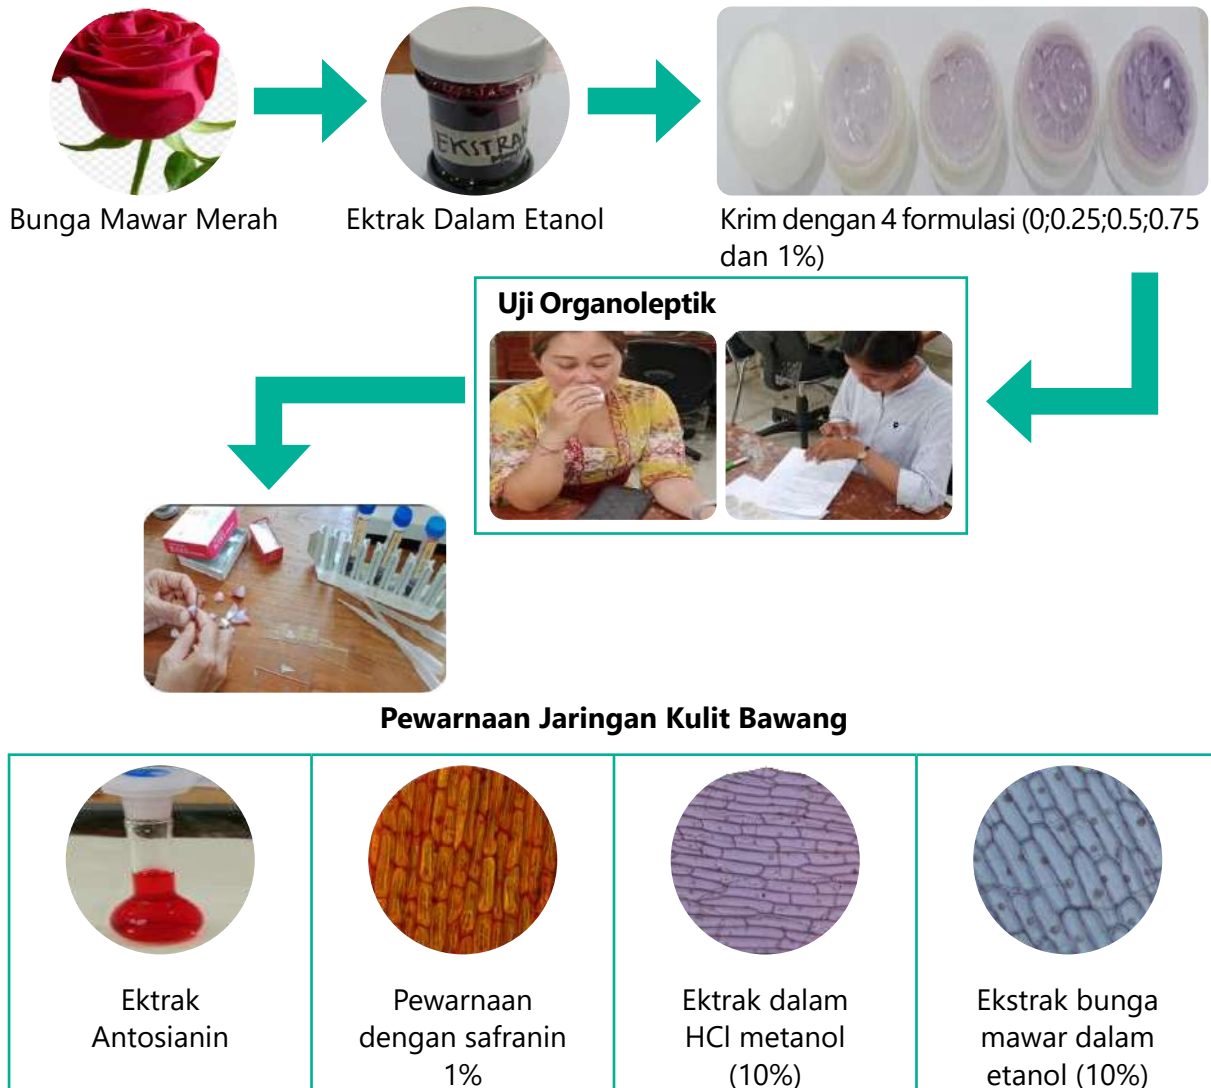 Bunga Mawar Merah
Ektrak Dalam Etanol
Krim dengan 4 formulasi (0;0.25;0.5;0.75
dan 1%)
EKSTRAK
Uji Organoleptik
Pewarnaan Jaringan Kulit Bawang
Ektrak
Antosianin
Pewarnaan
dengan safranin
1%
Ektrak dalam
HCl metanol
(10%)
Ekstrak bunga
mawar dalam
etanol (10%)